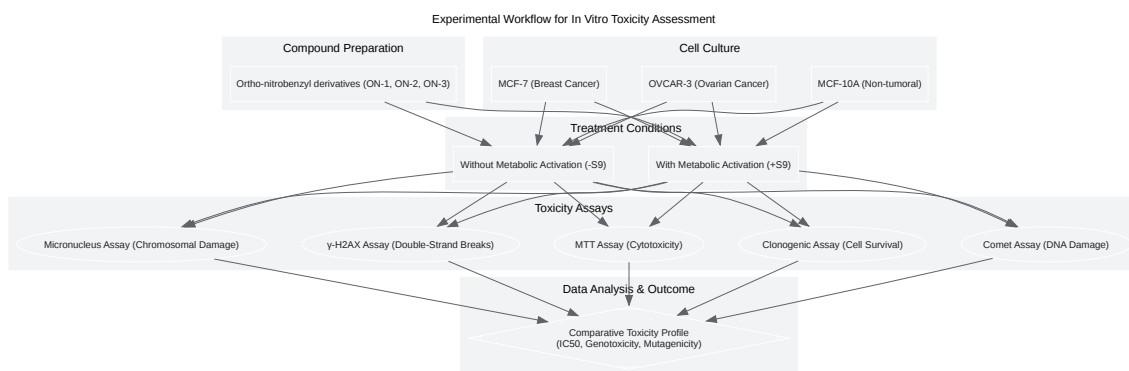 Experimental Workflow for In Vitro Toxicity Assessment
Compound Preparation
Cell Culture
Ortho-nitrobenzyl derivatives (ON-1, ON-2, ON-3)
MCF-7 (Breast Cancer)
OVCAR-3 (Ovarian Cancer)
MCF-10A (Non-tumoral)
Treatment Conditions
Without Metabolic Activation (-S9)
With Metabolic Activation (+S9)
Toxicity Assays
Micronucleus Assay (Chromosomal Damage)
γ-H2AX Assay (Double-Strand Breaks)
MTT Assay (Cytotoxicity)
Clonogenic Assay (Cell Survival)
Comet Assay (DNA Damage)
Data Analysis & Outcome
Comparative Toxicity Profile
(IC50, Genotoxicity, Mutagenicity)